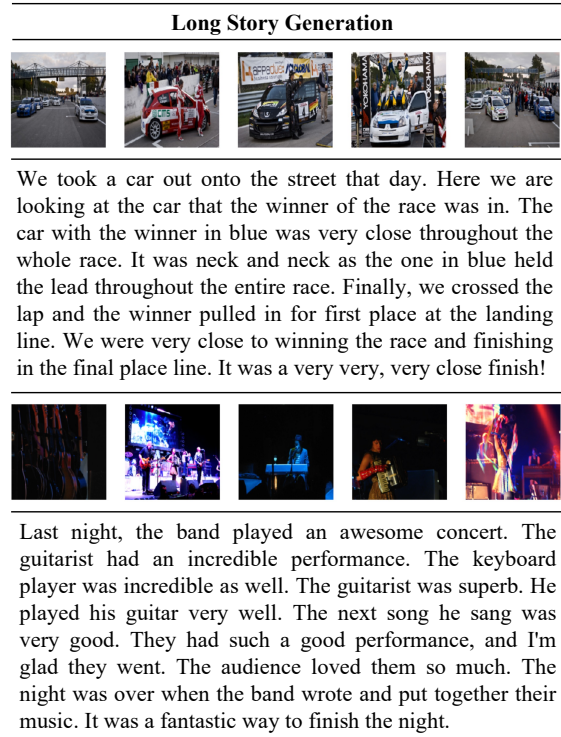 Long Story Generation
YOKOHAMA
YOKOHAMA
We took a car out onto the street that day. Here we are
looking at the car that the winner of the race was in. The
car with the winner in blue was very close throughout the
whole race. It was neck and neck as the one in blue held
the lead throughout the entire race. Finally, we crossed the
lap and the winner pulled in for first place at the landing
line. We were very close to winning the race and finishing
in the final place line. It was a very very, very close finish!
Last night, the band played an awesome concert. The
guitarist had an incredible performance. The keyboard
player was incredible as well. The guitarist was superb. He
played his guitar very well. The next song he sang was
very good. They had such a good performance, and I'm
glad they went. The audience loved them so much. The
night was over when the band wrote and put together their
music. It was a fantastic way to finish the night.